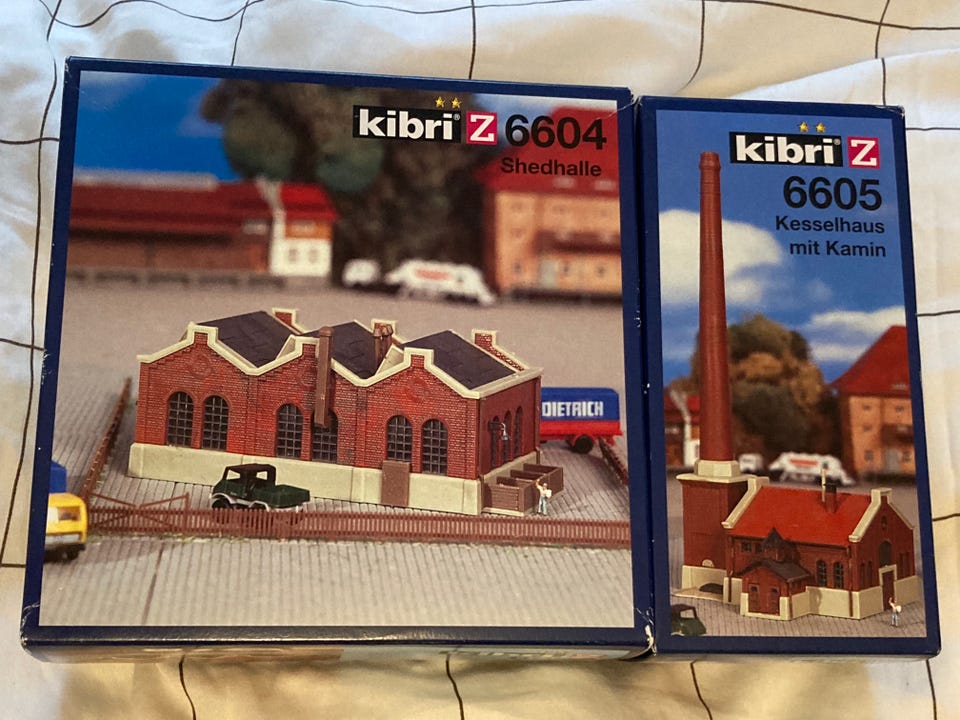 kibri® Z 6604
Shedhalle
DIETRICH
kibri® Z
6605
Kesselhaus
mit Kamin